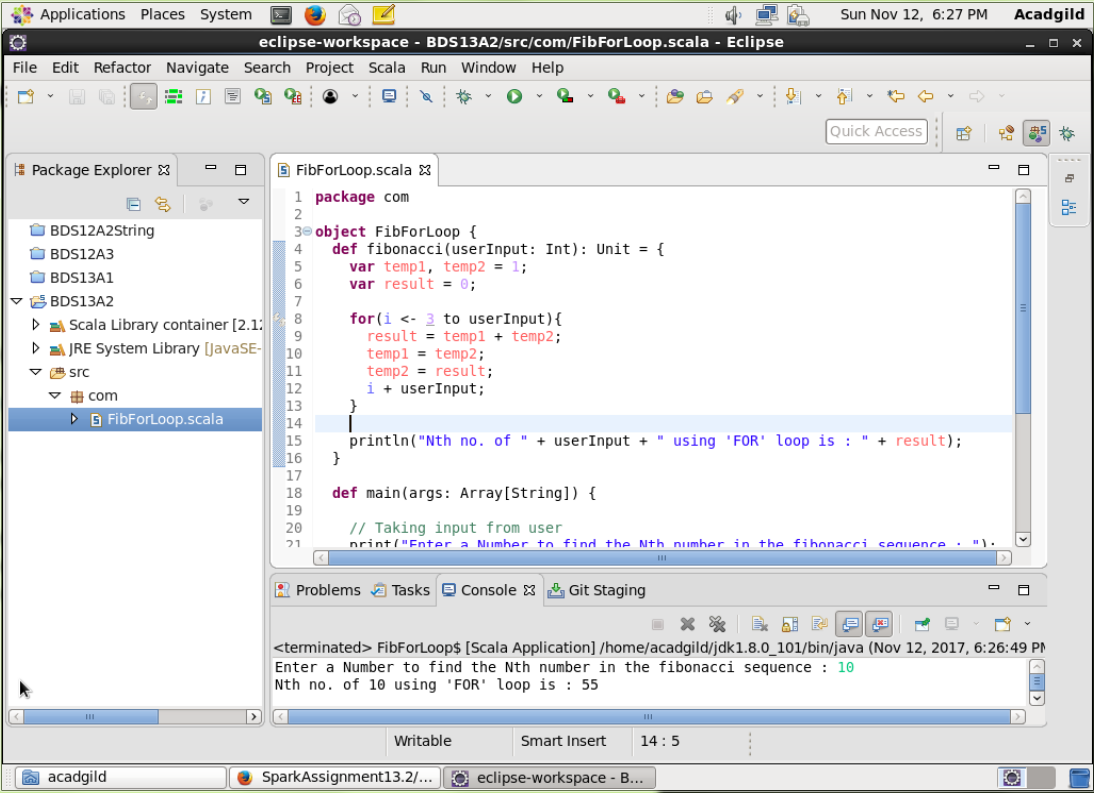 Applications Places System Sun Nov 12, 6:27 PM Acadgild
eclipse-workspace - BDS13A2/src/com/FibForLoop.scala - Eclipse
File Edit Refactor Navigate Search Project Scala Run Window Help
Quick Access
Package Explorer
BDS12A2String
BDS12A3
BDS13A1
BDS13A2
Scala Library container [2.12
JRE System Library [JavaSE-
src
com
FibForLoop.scala
FibForLoop.scala
1 package com
2
3 object FibForLoop {
4 def fibonacci(userInput: Int): Unit = {
5 var temp1, temp2 = 1;
6 var result = 0;
7
8 for(i <- 3 to userInput){
9 result = temp1 + temp2;
10 temp1 = temp2;
11 temp2 = result;
12 i + userInput;
13 }
14
15 println("Nth no. of " + userInput + " using 'FOR' loop is : " + result);
16 }
17
18 def main(args: Array[String]) {
19
20 // Taking input from user
21 print("Enter a Number to find the Nth number in the fibonacci sequence : ");
Problems Tasks Console Git Staging
<terminated> FibForLoop$ [Scala Application] /home/acadgild/jdk1.8.0_101/bin/java (Nov 12, 2017, 6:26:49 PM
Enter a Number to find the Nth number in the fibonacci sequence : 10
Nth no. of 10 using 'FOR' loop is : 55
Writable Smart Insert 14 : 5
acadgild SparkAssignment13.2/... eclipse-workspace - B...